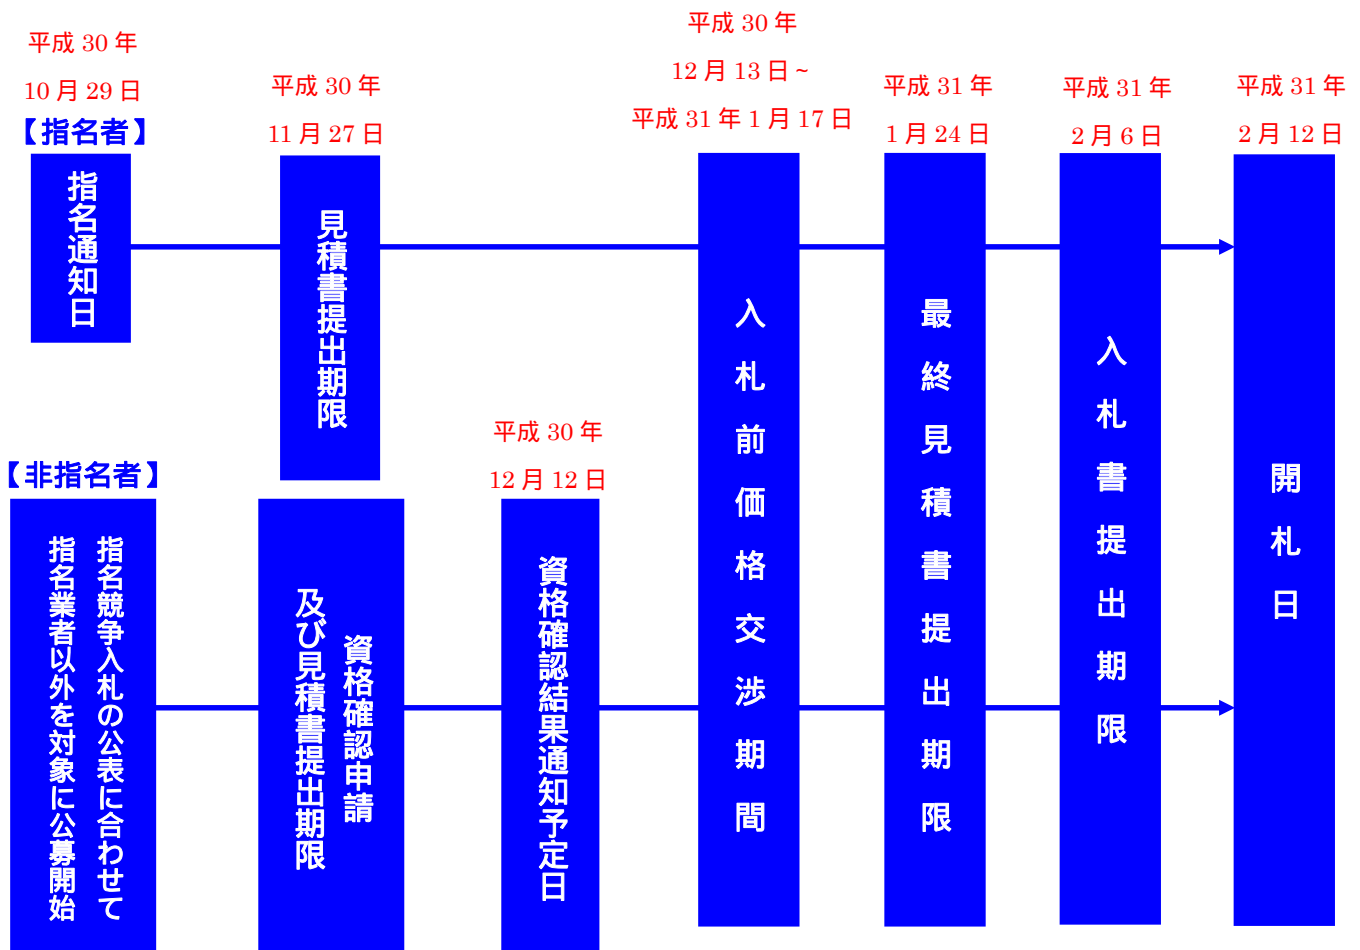 平成 30 年
10 月 29 日
【指名者】
指名通知日
平成 30 年
11 月 27 日
見積書提出期限
平成 30 年
12 月 13 日~
平成 31 年 1 月 17 日
入札前価格交渉期間
平成 31 年
1 月 24 日
最終見積書提出期限
平成 31 年
2 月 6 日
入札書提出期限
平成 31 年
2 月 12 日
開札日
【非指名者】
指名競争入札の公表に合わせて
指名業者以外を対象に公募開始
資格確認申請
及び見積書提出期限
平成 30 年
12 月 12 日
資格確認結果通知予定日